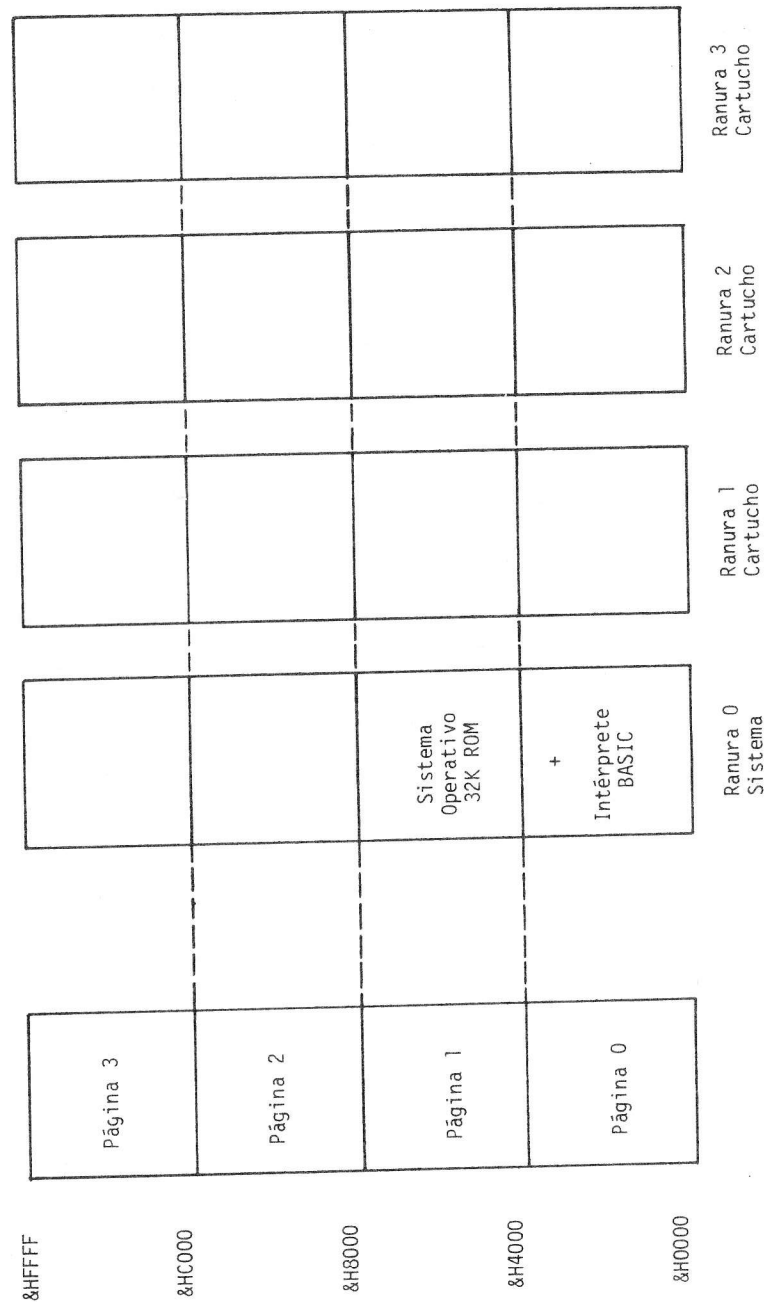 &HFFFF
&HC000
&H8000
&H4000
&H0000
Página 3
Página 2
Página 1
Página 0
Sistema
Operativo
32K ROM
+
Intérprete
BASIC
Ranura 0
Sistema
Ranura 1
Cartucho
Ranura 2
Cartucho
Ranura 3
Cartucho